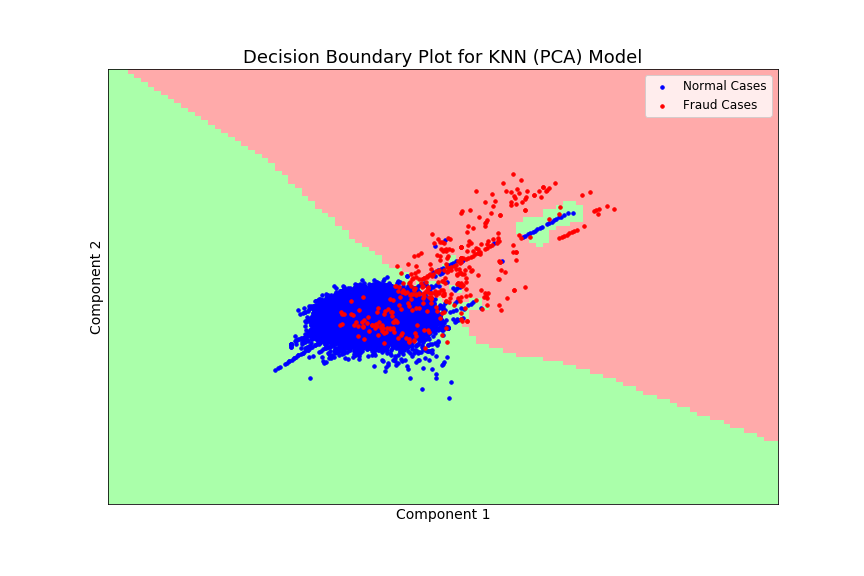 Decision Boundary Plot for KNN (PCA) Model
Normal Cases
Fraud Cases
Component 2
Component 1